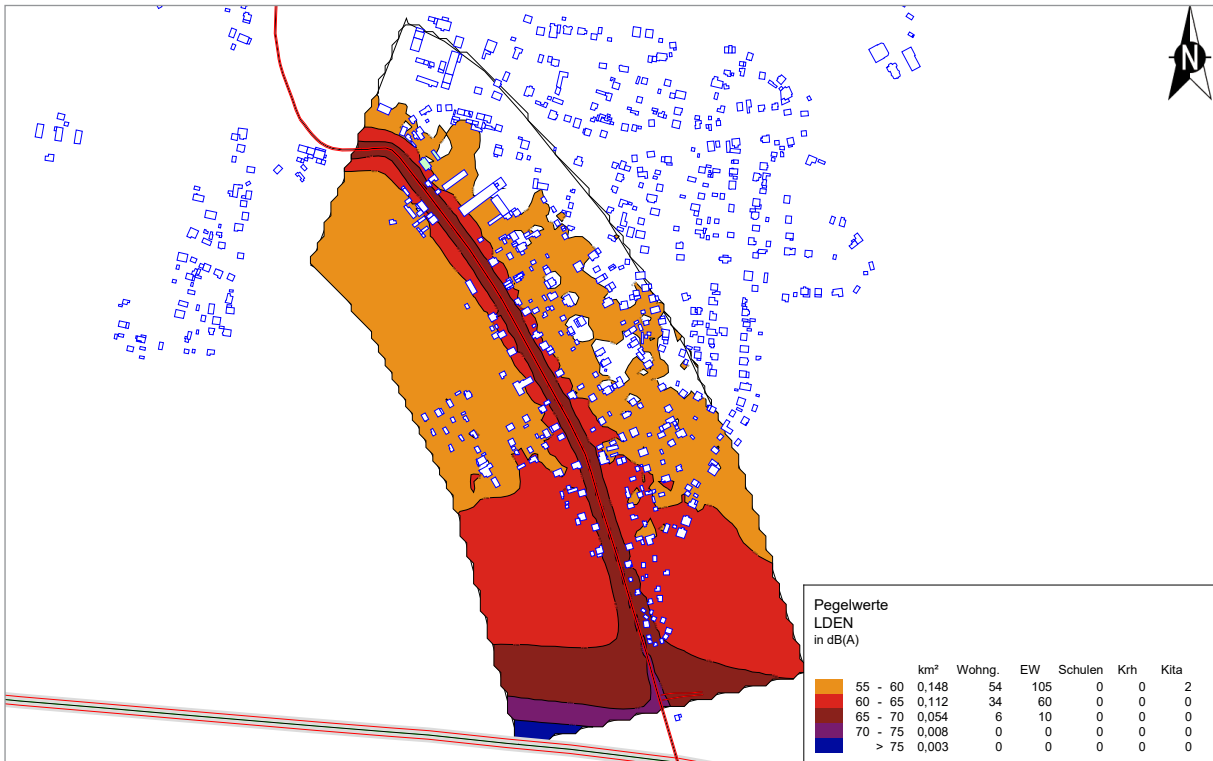 N
Pegelwerte
LDEN
in dB(A)
km² Wohng. EW Schulen Krh Kita
55 - 60 0,148 54 105 0 0 2
60 - 65 0,112 34 60 0 0 0
65 - 70 0,054 6 10 0 0 0
70 - 75 0,008 0 0 0 0 0
> 75 0,003 0 0 0 0 0